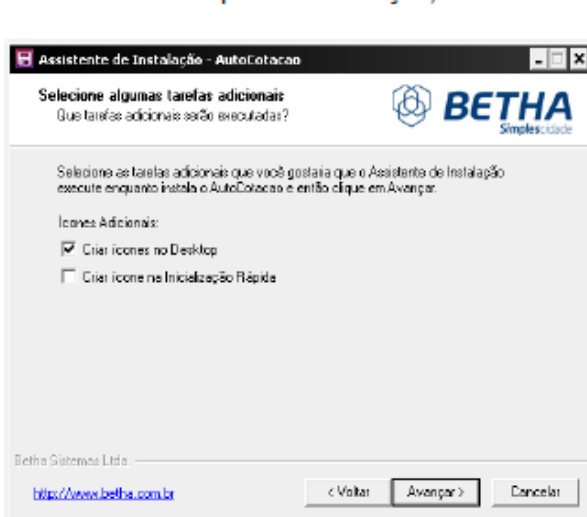 Assistente de Instalação - AutoCotacao
Selecione algumas tarefas adicionais
Que tarefas adicionais serão executadas?
BETHA
Simplescidade
Selecione as tarefas adicionais que você gostaria que o Assistente de Instalação
execute enquanto instala o AutoCotacao e então clique em Avançar.
Ícones Adicionais:
Criar ícones no Desktop
Criar ícone na Inicialização Rápida
Betha Sistemas Ltda.
http://www.betha.com.br
< Voltar
Avançar >
Cancelar